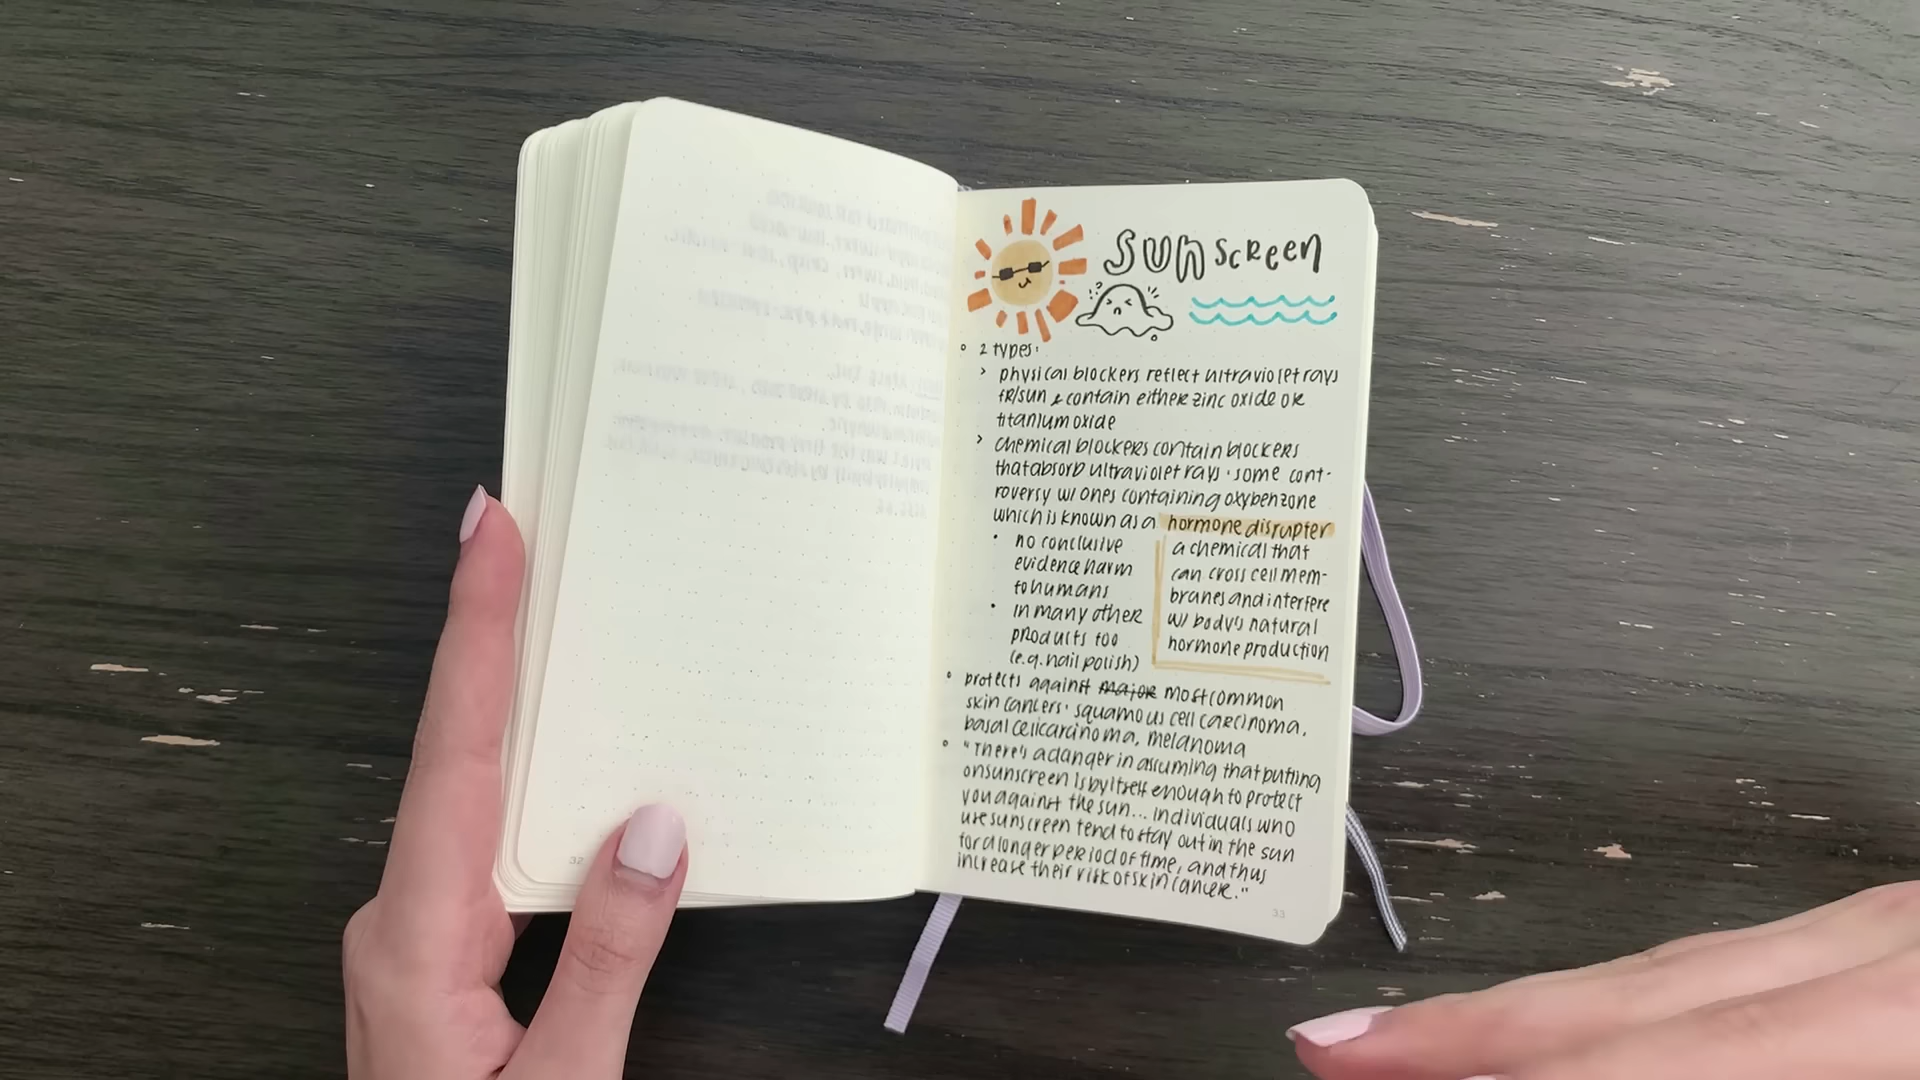 sunscreen
2 types:
> physical blockers reflect ultraviolet rays
fR/sun & contain either zinc oxide oR
titanium oxide
> chemical blockers contain blockers
that absorb ultraviolet rays · some cont-
roversy w/ ones containing oxybenzone
which is known as a hormone disrupter
no conclusive
evidence harm
to humans
in many other
products too
(e.g. nail polish)
a chemical that
can cross cell mem-
branes and interfere
w/ body's natural
hormone production
protects against major most common
skin cancers: squamous cell carcinoma,
basal cell carcinoma, melanoma
"There's a danger in assuming that putting
on sunscreen is by itself enough to protect
you against the sun... individuals who
use sunscreen tend to stay out in the sun
for a longer period of time, and thus
increase their risk of skin cancer."
32
33